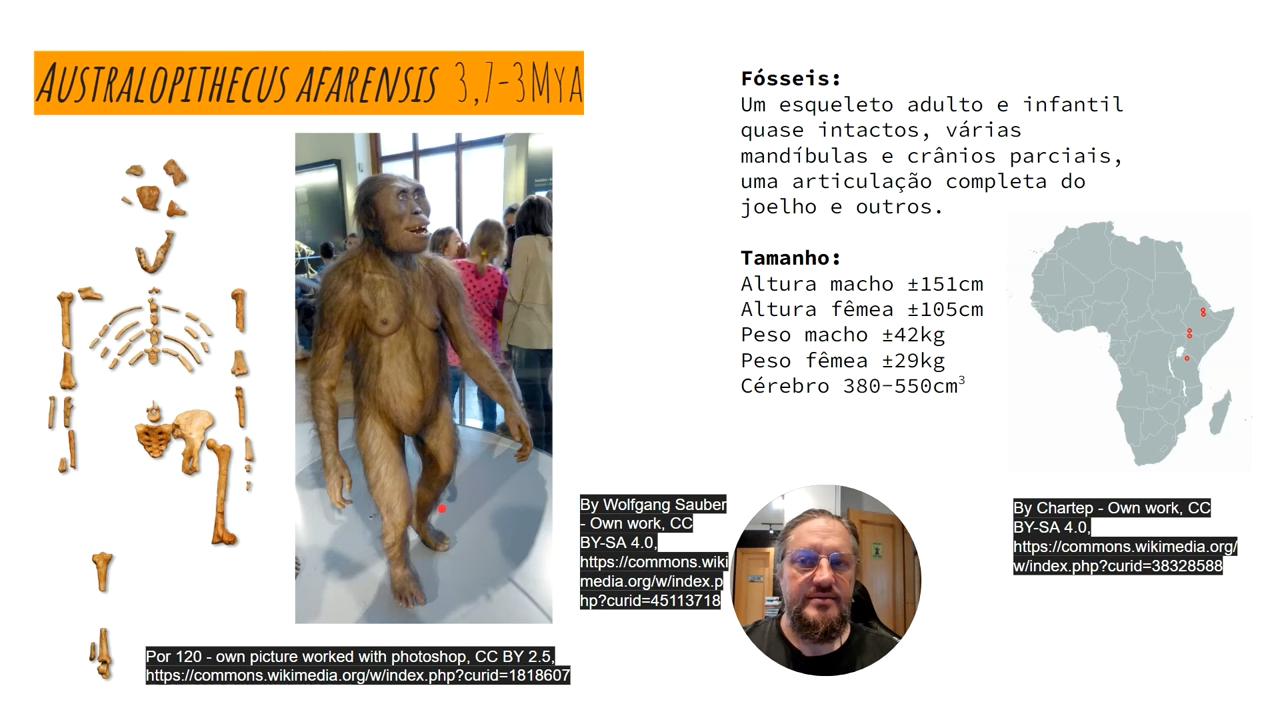 AUSTRALOPITHECUS AFARENSIS 3,7-3MYA
Fósseis:
Um esqueleto adulto e infantil
quase intactos, várias
mandíbulas e crânios parciais,
uma articulação completa do
joelho e outros.
Tamanho:
Altura macho ±151cm
Altura fêmea ±105cm
Peso macho ±42kg
Peso fêmea ±29kg
Cérebro 380-550cm³
By Wolfgang Sauber
- Own work, CC
BY-SA 4.0,
https://commons.wiki
media.org/w/index.p
hp?curid=45113718
By Chartep - Own work, CC
BY-SA 4.0,
https://commons.wikimedia.org/
w/index.php?curid=38328588
Por 120 - own picture worked with photoshop, CC BY 2.5,
https://commons.wikimedia.org/w/index.php?curid=1818607